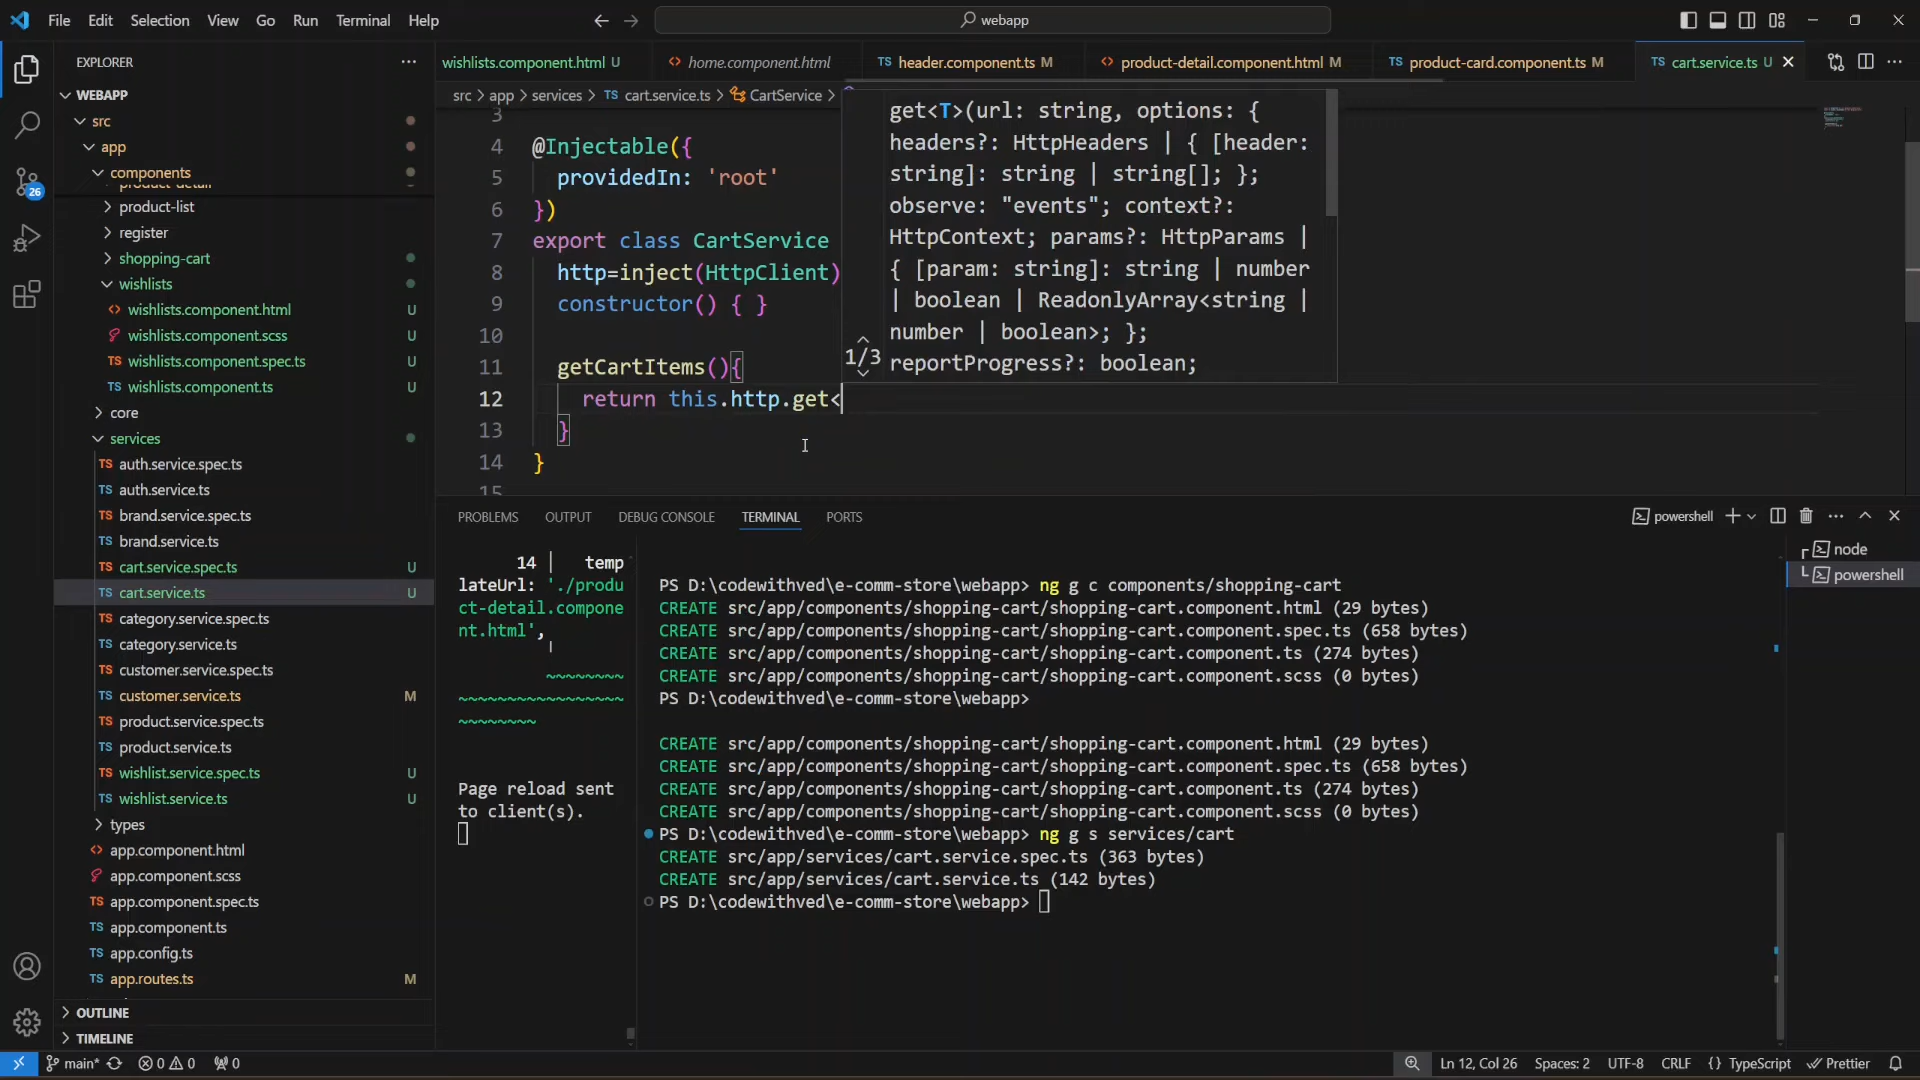 File Edit Selection View Go Run Terminal Help
webapp
EXPLORER
wishlists.component.html U
home.component.html
header.component.ts M
product-detail.component.html M
product-card.component.ts M
cart.service.ts U
WEBAPP
src
app
components
product-list
register
shopping-cart
wishlists
wishlists.component.html U
wishlists.component.scss U
wishlists.component.spec.ts U
wishlists.component.ts U
core
services
auth.service.spec.ts
auth.service.ts
brand.service.spec.ts
brand.service.ts
cart.service.spec.ts U
cart.service.ts U
category.service.spec.ts
category.service.ts
customer.service.spec.ts
customer.service.ts M
product.service.spec.ts
product.service.ts
wishlist.service.spec.ts U
wishlist.service.ts U
types
app.component.html
app.component.scss
app.component.spec.ts
app.component.ts
app.config.ts
app.routes.ts M
OUTLINE
TIMELINE
26
src > app > services > TS cart.service.ts > CartService >
3
4 @Injectable({
5 providedIn: 'root'
6 })
7 export class CartService
8 http=inject(HttpClient)
9 constructor() { }
10
11 getCartItems(){
12 return this.http.get<
13 }
14 }
15
get<T>(url: string, options: {
headers?: HttpHeaders | { [header:
string]: string | string[]; };
observe: "events"; context?:
HttpContext; params?: HttpParams |
{ [param: string]: string | number
| boolean | ReadonlyArray<string |
number | boolean>; };
1/3 reportProgress?: boolean;
PROBLEMS OUTPUT DEBUG CONSOLE TERMINAL PORTS
powershell
14 | temp
lateUrl: './produ
ct-detail.compone
nt.html',
~~~~~~~~
~~~~~~~~~~~~~~~~~
~~~~~~~~
Page reload sent
to client(s).
PS D:\codewithved\e-comm-store\webapp> ng g c components/shopping-cart
CREATE src/app/components/shopping-cart/shopping-cart.component.html (29 bytes)
CREATE src/app/components/shopping-cart/shopping-cart.component.spec.ts (658 bytes)
CREATE src/app/components/shopping-cart/shopping-cart.component.ts (274 bytes)
CREATE src/app/components/shopping-cart/shopping-cart.component.scss (0 bytes)
PS D:\codewithved\e-comm-store\webapp>
CREATE src/app/components/shopping-cart/shopping-cart.component.html (29 bytes)
CREATE src/app/components/shopping-cart/shopping-cart.component.spec.ts (658 bytes)
CREATE src/app/components/shopping-cart/shopping-cart.component.ts (274 bytes)
CREATE src/app/components/shopping-cart/shopping-cart.component.scss (0 bytes)
PS D:\codewithved\e-comm-store\webapp> ng g s services/cart
CREATE src/app/services/cart.service.spec.ts (363 bytes)
CREATE src/app/services/cart.service.ts (142 bytes)
PS D:\codewithved\e-comm-store\webapp>
node
powershell
main* 0 0 0
Ln 12, Col 26 Spaces: 2 UTF-8 CRLF {} TypeScript Prettier